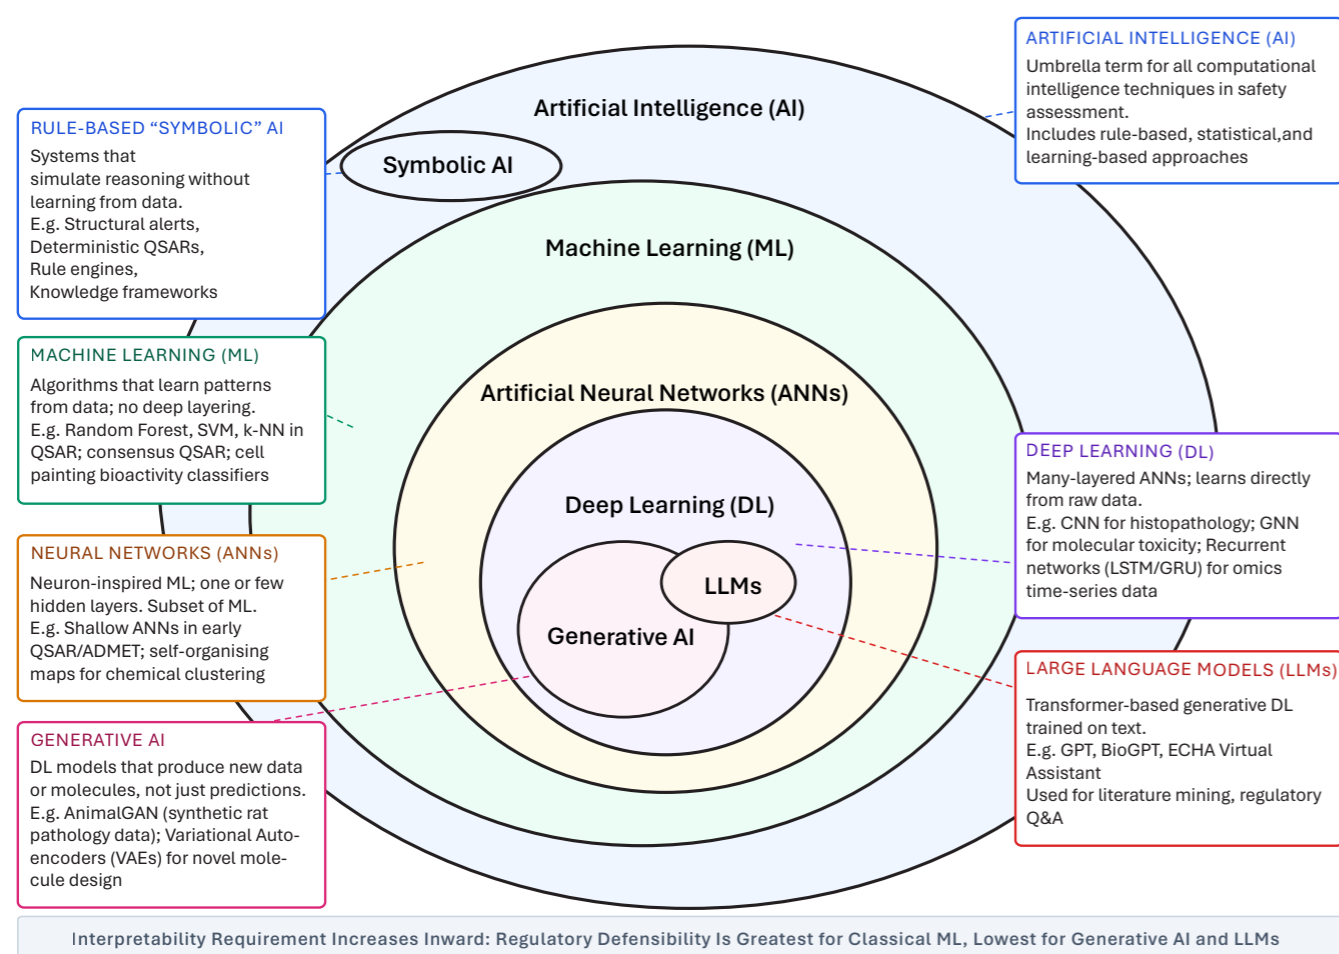 ARTIFICIAL INTELLIGENCE (AI)
Umbrella term for all computational
intelligence techniques in safety
assessment.
Includes rule-based, statistical,and
learning-based approaches
Artificial Intelligence (AI)
RULE-BASED “SYMBOLIC” AI
Systems that
simulate reasoning without
learning from data.
E.g. Structural alerts,
Deterministic QSARs,
Rule engines,
Knowledge frameworks
Symbolic AI
Machine Learning (ML)
MACHINE LEARNING (ML)
Algorithms that learn patterns
from data; no deep layering.
E.g. Random Forest, SVM, k-NN in
QSAR; consensus QSAR; cell
painting bioactivity classifiers
Artificial Neural Networks (ANNs)
DEEP LEARNING (DL)
Many-layered ANNs; learns directly
from raw data.
E.g. CNN for histopathology; GNN
for molecular toxicity; Recurrent
networks (LSTM/GRU) for omics
time-series data
Deep Learning (DL)
NEURAL NETWORKS (ANNs)
Neuron-inspired ML; one or few
hidden layers. Subset of ML.
E.g. Shallow ANNs in early
QSAR/ADMET; self-organising
maps for chemical clustering
LLMs
Generative AI
LARGE LANGUAGE MODELS (LLMs)
Transformer-based generative DL
trained on text.
E.g. GPT, BioGPT, ECHA Virtual
Assistant
Used for literature mining, regulatory
Q&A
GENERATIVE AI
DL models that produce new data
or molecules, not just predictions.
E.g. AnimalGAN (synthetic rat
pathology data); Variational Auto-
encoders (VAEs) for novel mole-
cule design
Interpretability Requirement Increases Inward: Regulatory Defensibility Is Greatest for Classical ML, Lowest for Generative AI and LLMs